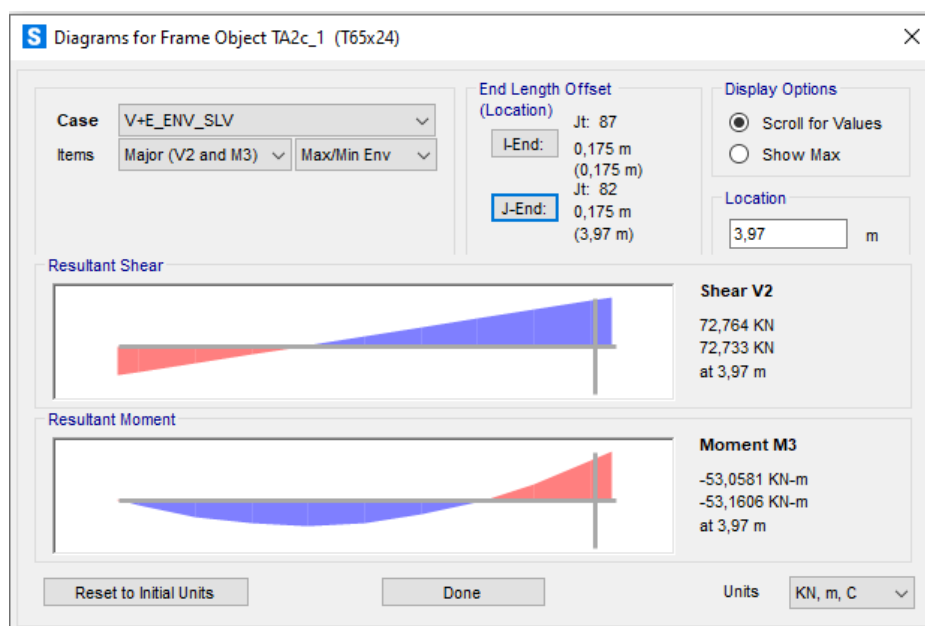 S Diagrams for Frame Object TA2c_1 (T65x24)
Case V+E_ENV_SLV
Items Major (V2 and M3) Max/Min Env
End Length Offset
(Location)
Jt: 87
I-End: 0,175 m
(0,175 m)
Jt: 82
J-End: 0,175 m
(3,97 m)
Display Options
Scroll for Values
Show Max
Location
3,97 m
Resultant Shear
Shear V2
72,764 KN
72,733 KN
at 3,97 m
Resultant Moment
Moment M3
-53,0581 KN-m
-53,1606 KN-m
at 3,97 m
Reset to Initial Units Done Units KN, m, C